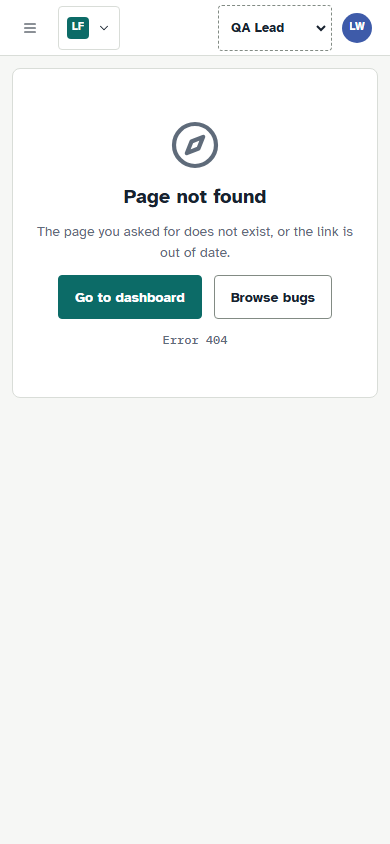 LF
QA Lead
LW
Page not found
The page you asked for does not exist, or the link is
out of date.
Go to dashboard
Browse bugs
Error 404